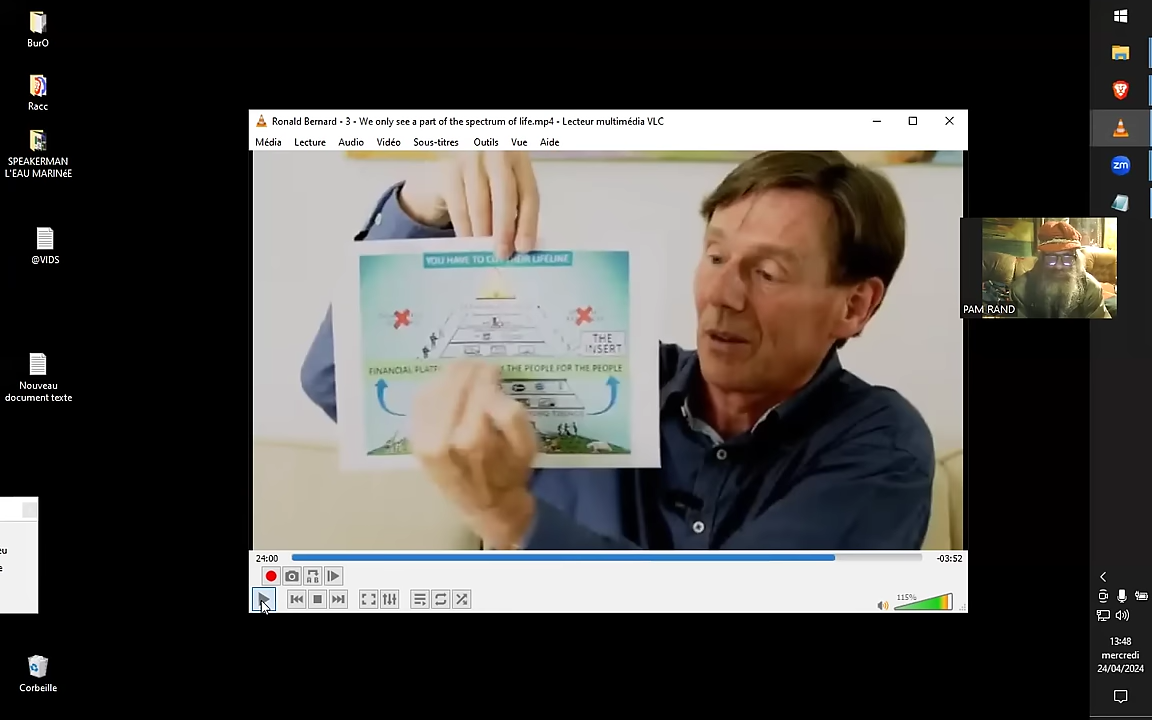 BurO
Racc
SPEAKERMAN
L'EAU MARINéE
@VIDS
Nouveau
document texte
eu
e
Corbeille
Ronald Bernard - 3 - We only see a part of the spectrum of life.mp4 - Lecteur multimédia VLC
Média Lecture Audio Vidéo Sous-titres Outils Vue Aide
YOU HAVE TO CUT THEIR LIFELINE
THE
INSERT
FINANCIAL THE PEOPLE FOR THE PEOPLE
24:00
-03:52
115%
zm
PAM RAND
13:48
mercredi
24/04/2024